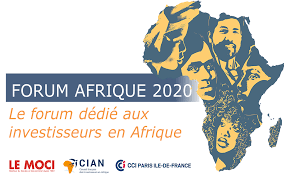 FORUM AFRIQUE 2020
Le forum dédié aux
investisseurs en Afrique
LE MOCI
CIAN
CCI PARIS ILE-DE-FRANCE